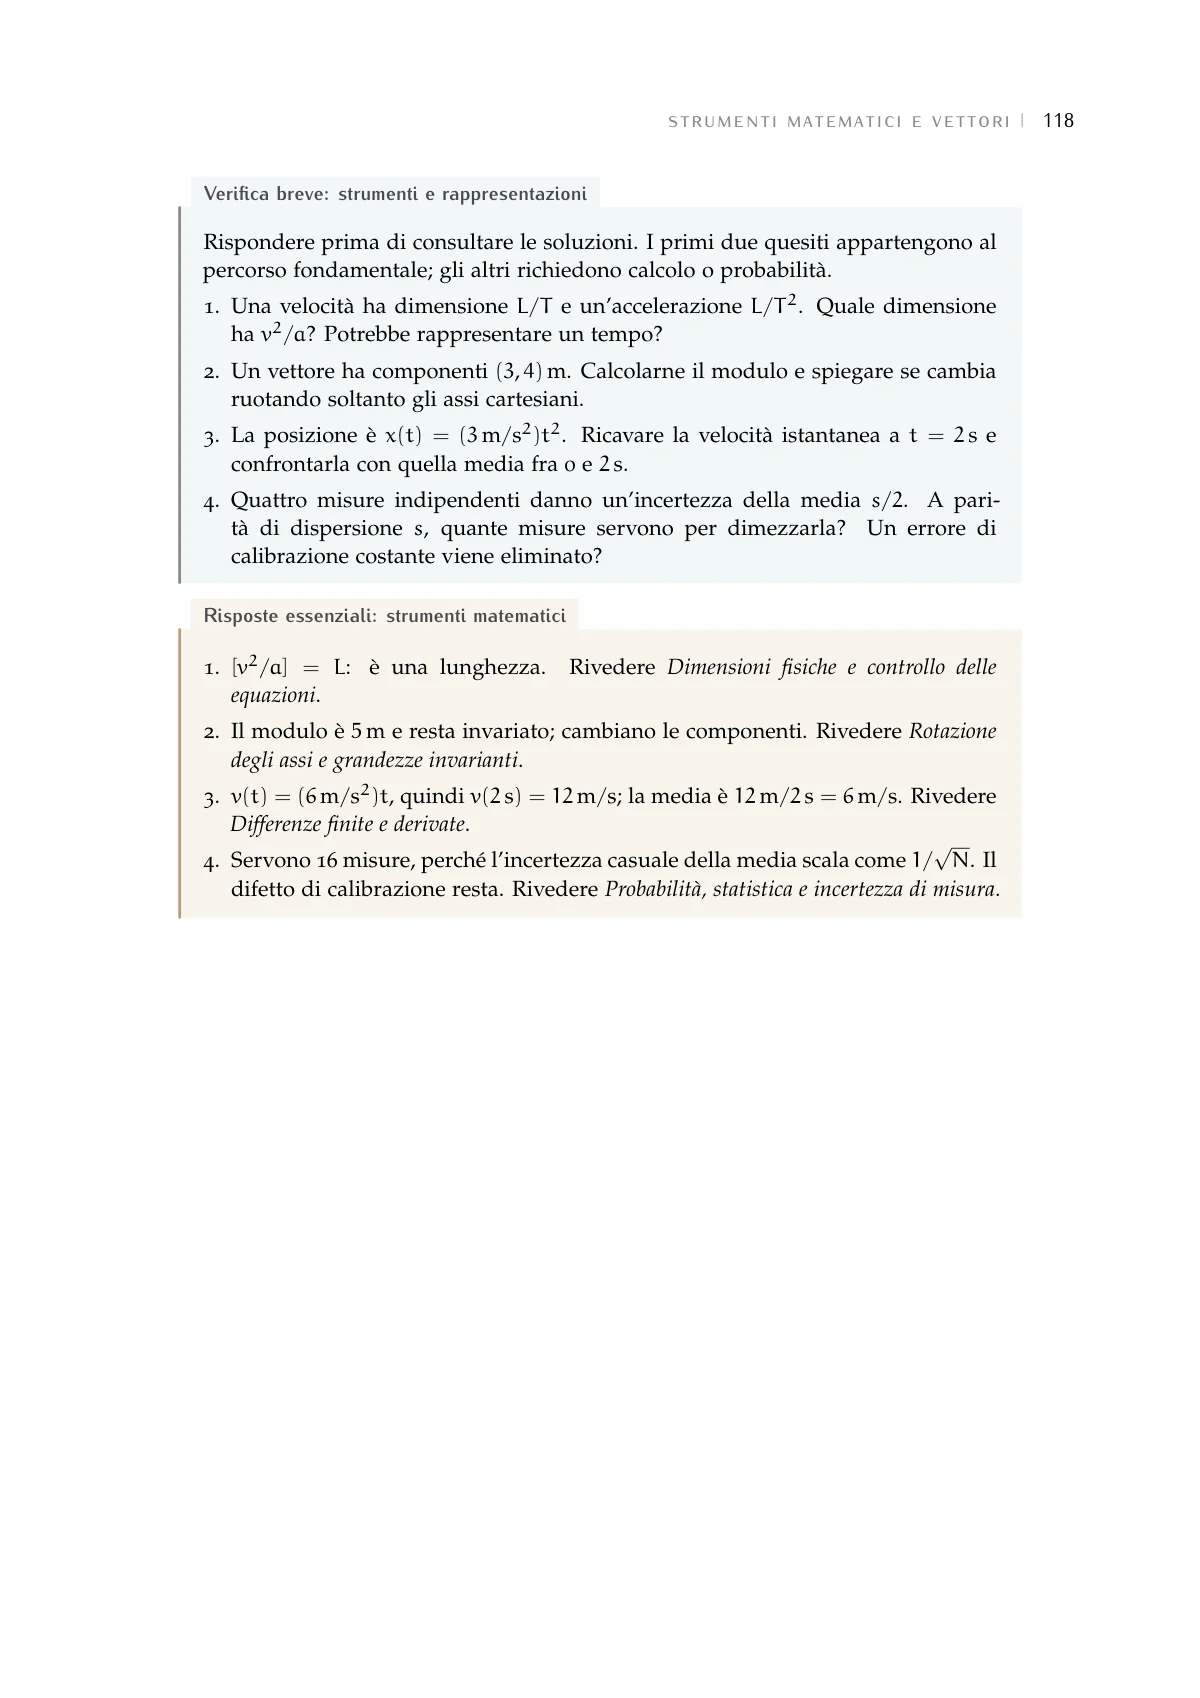 STRUMENTI MATEMATICI E VETTORI | 118
Verifica breve: strumenti e rappresentazioni
Rispondere prima di consultare le soluzioni. I primi due quesiti appartengono al
percorso fondamentale; gli altri richiedono calcolo o probabilità.
1. Una velocità ha dimensione L/T e un'accelerazione L/T². Quale dimensione
ha v²/a? Potrebbe rappresentare un tempo?
2. Un vettore ha componenti (3, 4) m. Calcolarne il modulo e spiegare se cambia
ruotando soltanto gli assi cartesiani.
3. La posizione è x(t) = (3 m/s²)t². Ricavare la velocità istantanea a t = 2 s e
confrontarla con quella media fra 0 e 2 s.
4. Quattro misure indipendenti danno un'incertezza della media s/2. A pari-
tà di dispersione s, quante misure servono per dimezzarla? Un errore di
calibrazione costante viene eliminato?
Risposte essenziali: strumenti matematici
1. [v²/a] = L: è una lunghezza. Rivedere Dimensioni fisiche e controllo delle
equazioni.
2. Il modulo è 5 m e resta invariato; cambiano le componenti. Rivedere Rotazione
degli assi e grandezze invarianti.
3. v(t) = (6 m/s²)t, quindi v(2 s) = 12 m/s; la media è 12 m/2 s = 6 m/s. Rivedere
Differenze finite e derivate.
4. Servono 16 misure, perché l'incertezza casuale della media scala come 1/√N. Il
difetto di calibrazione resta. Rivedere Probabilità, statistica e incertezza di misura.